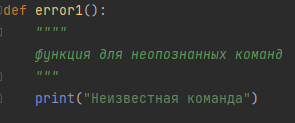 def error1():
""""
функция для неопознанных команд
"""
print("Неизвестная команда")